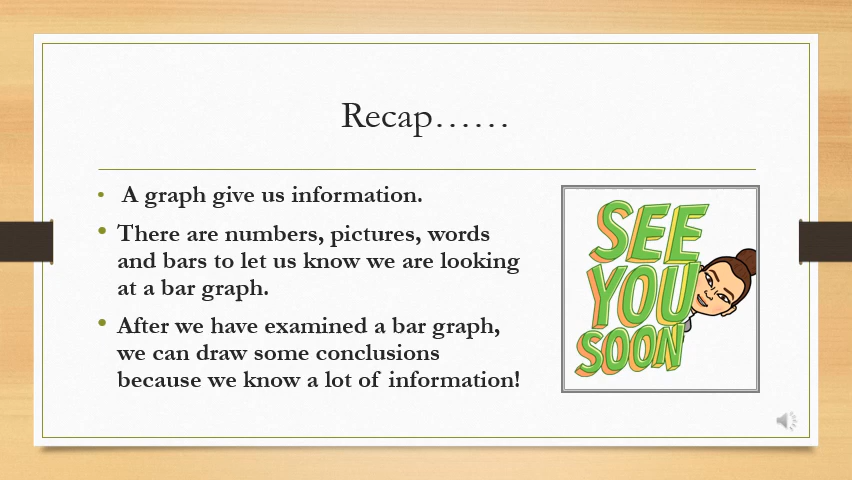 Recap……
• A graph give us information.
• There are numbers, pictures, words
and bars to let us know we are looking
at a bar graph.
• After we have examined a bar graph,
we can draw some conclusions
because we know a lot of information!
SEE
YOU
SOON